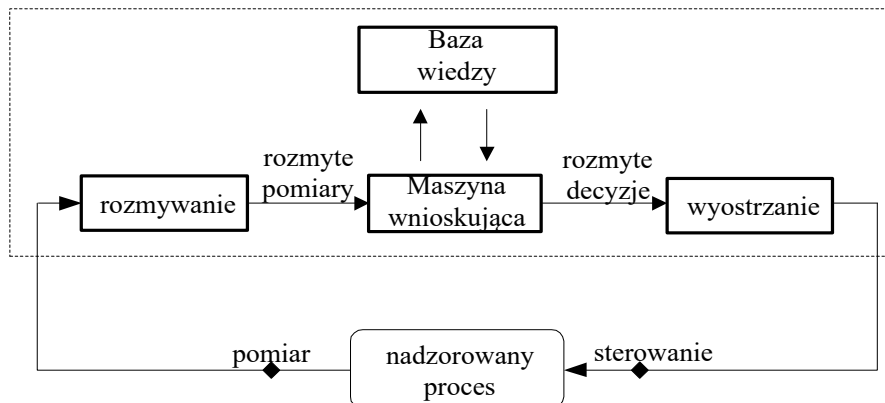 Baza
wiedzy
rozmyte
pomiary
rozmyte
decyzje
rozmywanie
Maszyna
wnioskująca
wyostrzanie
pomiar
nadzorowany
proces
sterowanie